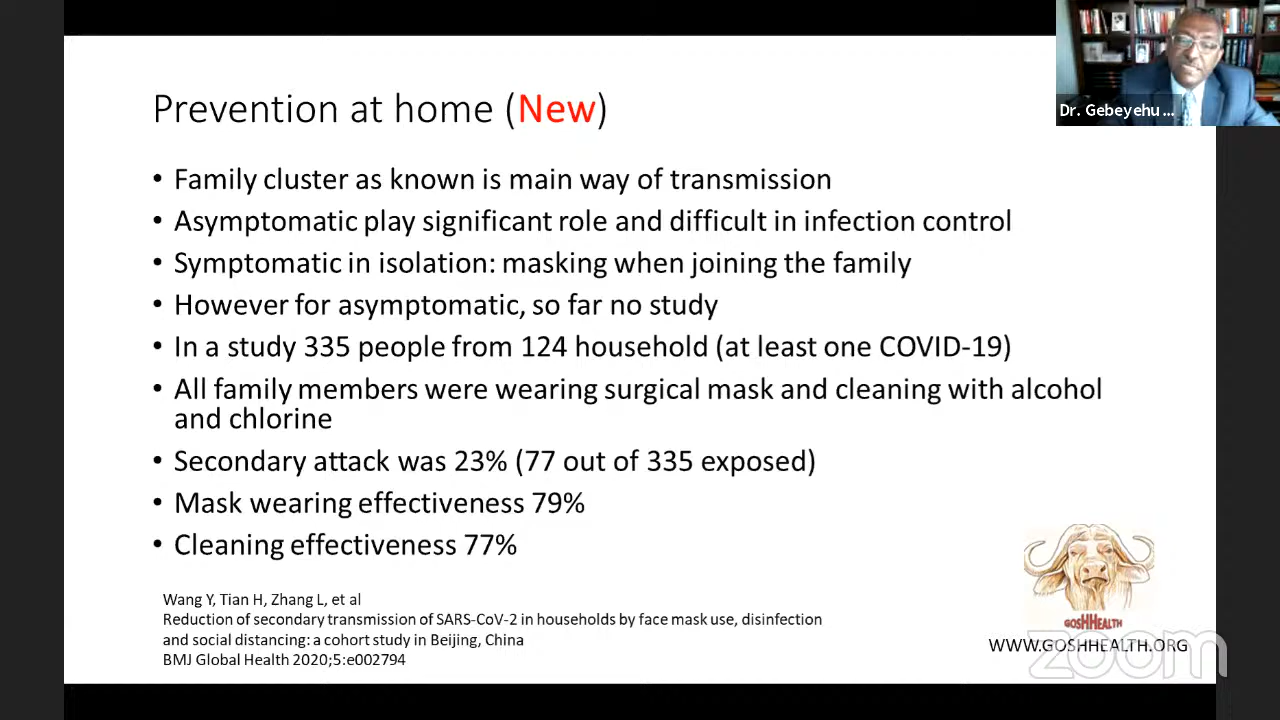 Prevention at home (New)
• Family cluster as known is main way of transmission
• Asymptomatic play significant role and difficult in infection control
• Symptomatic in isolation: masking when joining the family
• However for asymptomatic, so far no study
• In a study 335 people from 124 household (at least one COVID-19)
• All family members were wearing surgical mask and cleaning with alcohol
and chlorine
• Secondary attack was 23% (77 out of 335 exposed)
• Mask wearing effectiveness 79%
• Cleaning effectiveness 77%
Wang Y, Tian H, Zhang L, et al
Reduction of secondary transmission of SARS-CoV-2 in households by face mask use, disinfection
and social distancing: a cohort study in Beijing, China
BMJ Global Health 2020;5:e002794
Dr. Gebeyehu ...
GOSHHEALTH
WWW.GOSHHEALTH.ORG
zoom